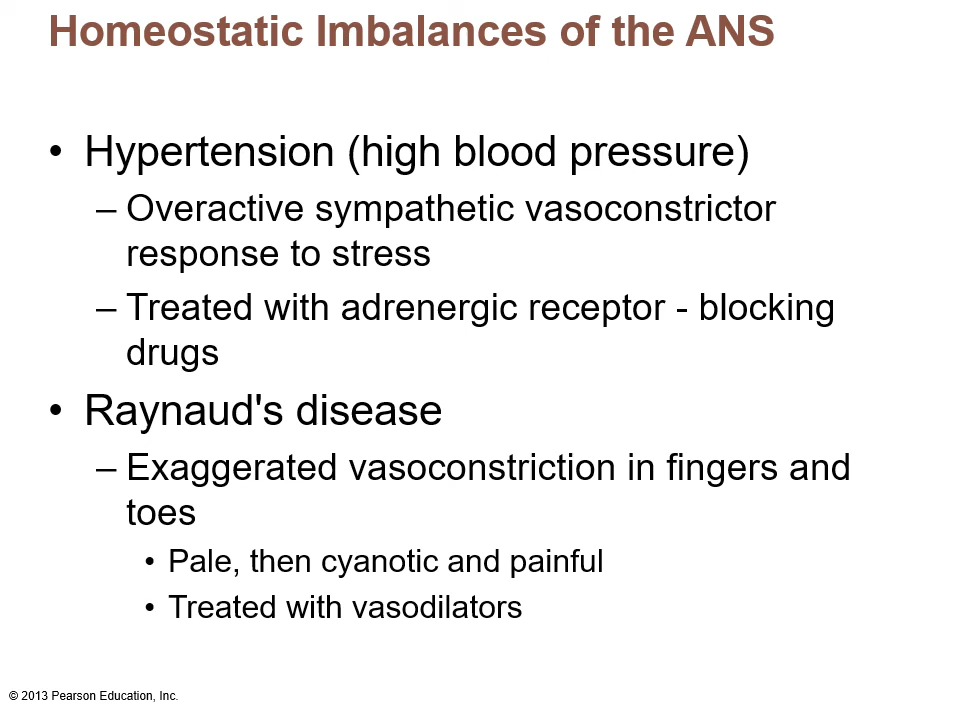 Homeostatic Imbalances of the ANS
• Hypertension (high blood pressure)
– Overactive sympathetic vasoconstrictor
response to stress
– Treated with adrenergic receptor - blocking
drugs
• Raynaud's disease
– Exaggerated vasoconstriction in fingers and
toes
• Pale, then cyanotic and painful
• Treated with vasodilators
© 2013 Pearson Education, Inc.